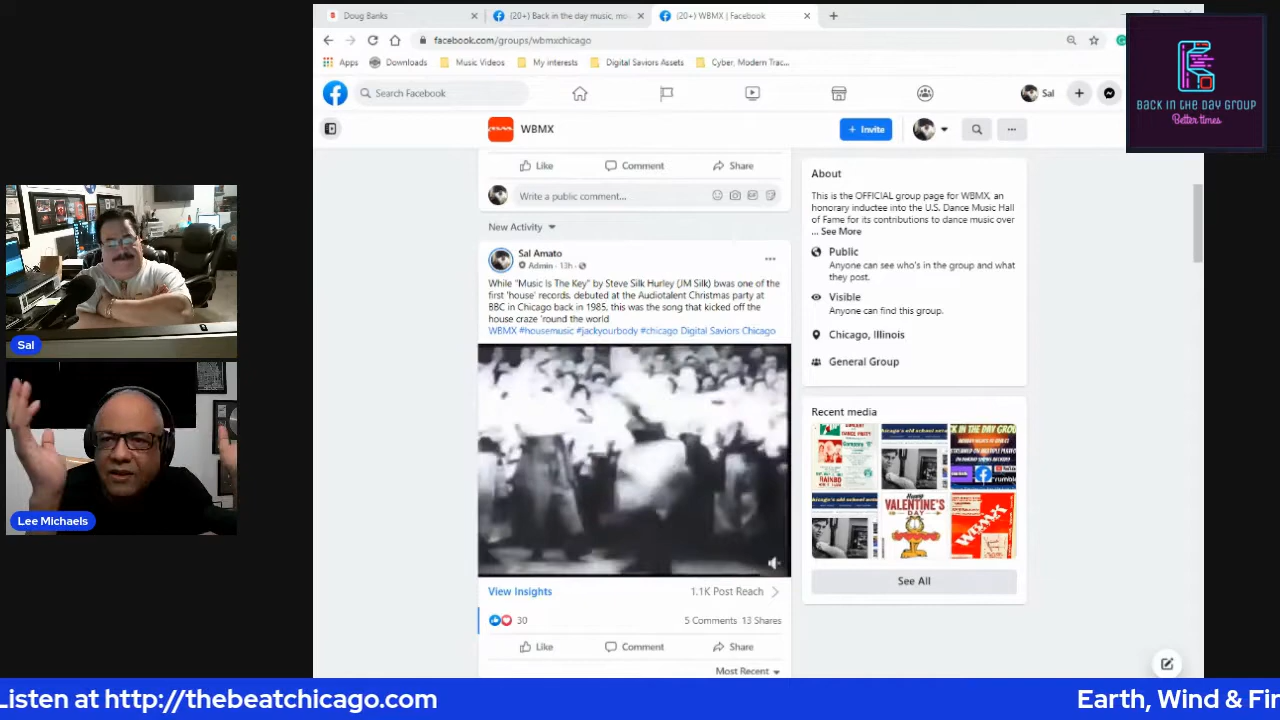 Doug Banks
(20+) Back in the day music, mo
(20+) WBMX | Facebook
facebook.com/groups/wbmxchicago
Apps
Downloads
Music Videos
My interests
Digital Saviors Assets
Cyber, Modern Trac...
Search Facebook
Sal
BACK IN THE DAY GROUP
Better times
WBMX
+ Invite
Like
Comment
Share
Write a public comment...
New Activity
Sal Amato
Admin · 13h ·
While "Music Is The Key" by Steve Silk Hurley (JM Silk) bwas one of the
first 'house' records, debuted at the Audiotalent Christmas party at
BBC in Chicago back in 1985, this was the song that kicked off the
house craze 'round the world
WBMX #housemusic #jackyourbody #chicago Digital Saviors Chicago
View Insights
1.1K Post Reach
30
5 Comments 13 Shares
Like
Comment
Share
Most Recent
About
This is the OFFICIAL group page for WBMX, an
honorary inductee into the U.S. Dance Music Hall
of Fame for its contributions to dance music over
... See More
Public
Anyone can see who's in the group and what
they post.
Visible
Anyone can find this group.
Chicago, Illinois
General Group
Recent media
Happy
VALENTINE'S
DAY
WBMX
See All
Sal
Lee Michaels
Listen at http://thebeatchicago.com
Earth, Wind & Fir